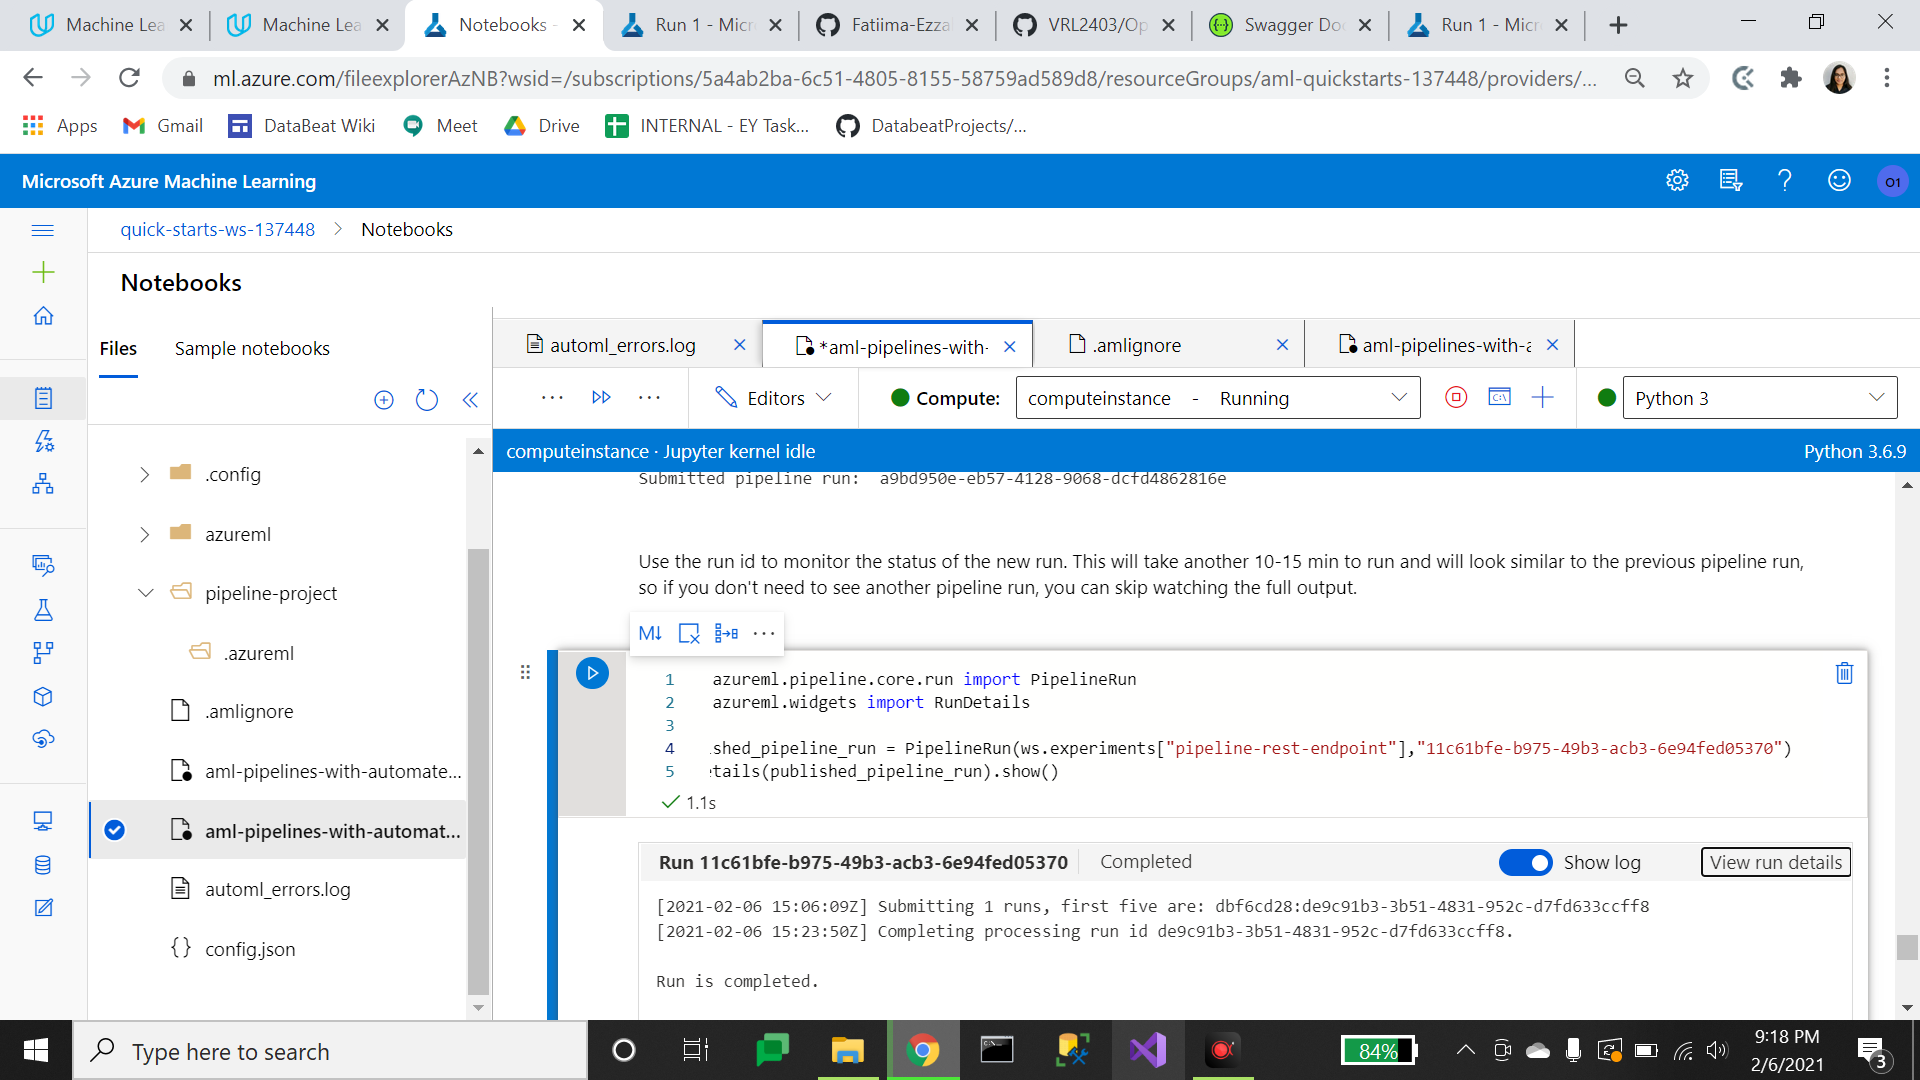 Machine Lea
Machine Lea
Notebooks -
Run 1 - Micr
Fatiima-Ezzal
VRL2403/Op
Swagger Doc
Run 1 - Micr
ml.azure.com/fileexplorerAzNB?wsid=/subscriptions/5a4ab2ba-6c51-4805-8155-58759ad589d8/resourceGroups/aml-quickstarts-137448/providers/...
Apps
Gmail
DataBeat Wiki
Meet
Drive
INTERNAL - EY Task...
DatabeatProjects/...
Microsoft Azure Machine Learning
O1
quick-starts-ws-137448 > Notebooks
Notebooks
Files
Sample notebooks
automl_errors.log
*aml-pipelines-with-
.amlignore
aml-pipelines-with-a
Editors
Compute:
computeinstance - Running
Python 3
computeinstance · Jupyter kernel idle
Python 3.6.9
.config
azureml
pipeline-project
.azureml
.amlignore
aml-pipelines-with-automate...
aml-pipelines-with-automat...
automl_errors.log
config.json
Submitted pipeline run: a9bd950e-eb57-4128-9068-dcfd4862816e
Use the run id to monitor the status of the new run. This will take another 10-15 min to run and will look similar to the previous pipeline run,
so if you don't need to see another pipeline run, you can skip watching the full output.
M↓
1 azureml.pipeline.core.run import PipelineRun
2 azureml.widgets import RunDetails
3
4 shed_pipeline_run = PipelineRun(ws.experiments["pipeline-rest-endpoint"],"11c61bfe-b975-49b3-acb3-6e94fed05370")
5 etails(published_pipeline_run).show()
1.1s
Run 11c61bfe-b975-49b3-acb3-6e94fed05370
Completed
Show log
View run details
[2021-02-06 15:06:09Z] Submitting 1 runs, first five are: dbf6cd28:de9c91b3-3b51-4831-952c-d7fd633ccff8
[2021-02-06 15:23:50Z] Completing processing run id de9c91b3-3b51-4831-952c-d7fd633ccff8.
Run is completed.
Type here to search
84%
9:18 PM
2/6/2021
3